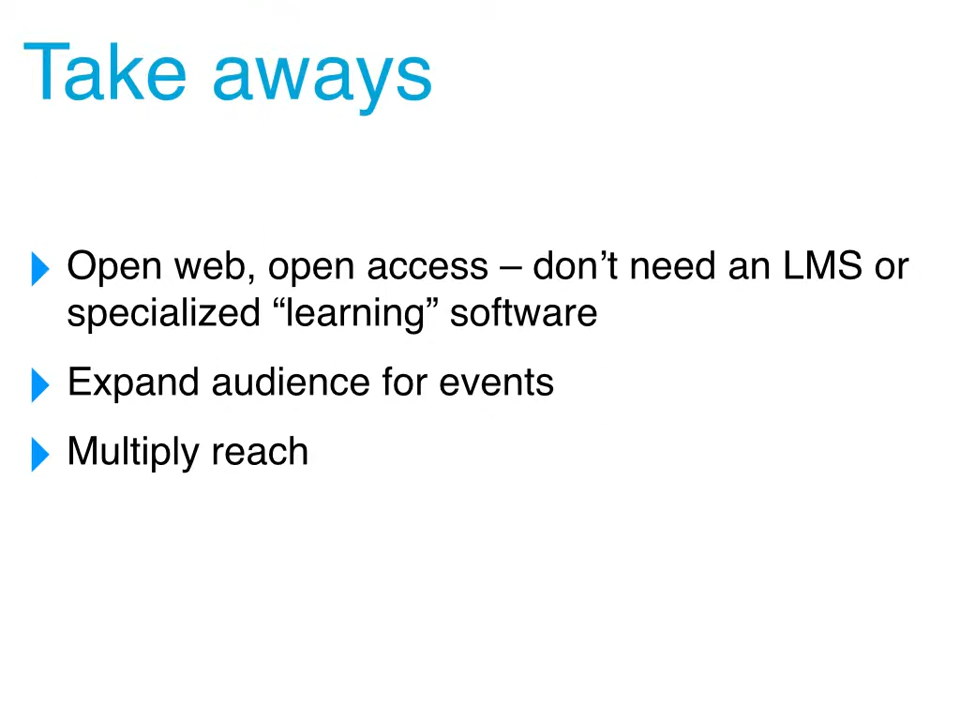 Take aways
Open web, open access – don’t need an LMS or
specialized “learning” software
Expand audience for events
Multiply reach